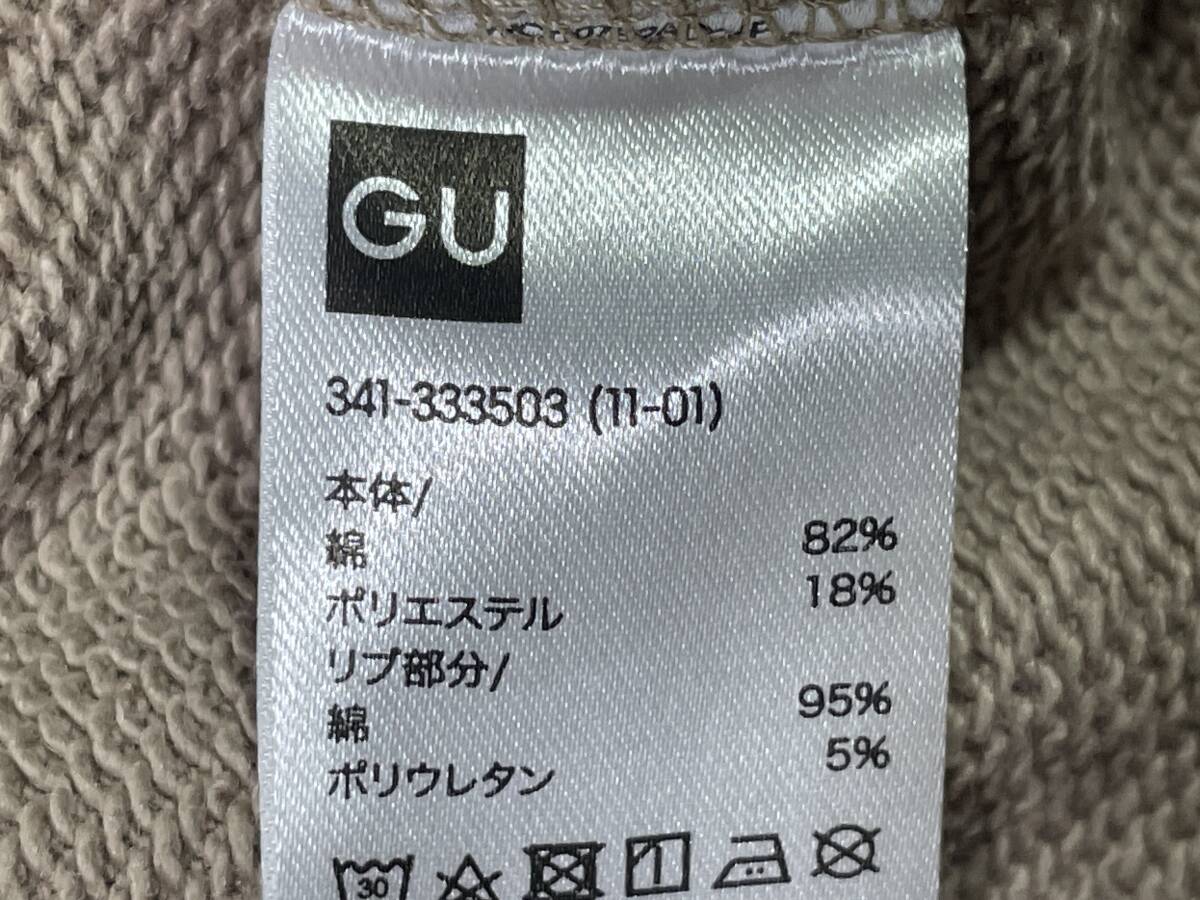 GU
341-333503 (11-01)
本体/
綿 82%
ポリエステル 18%
リブ部分/
綿 95%
ポリウレタン 5%
30